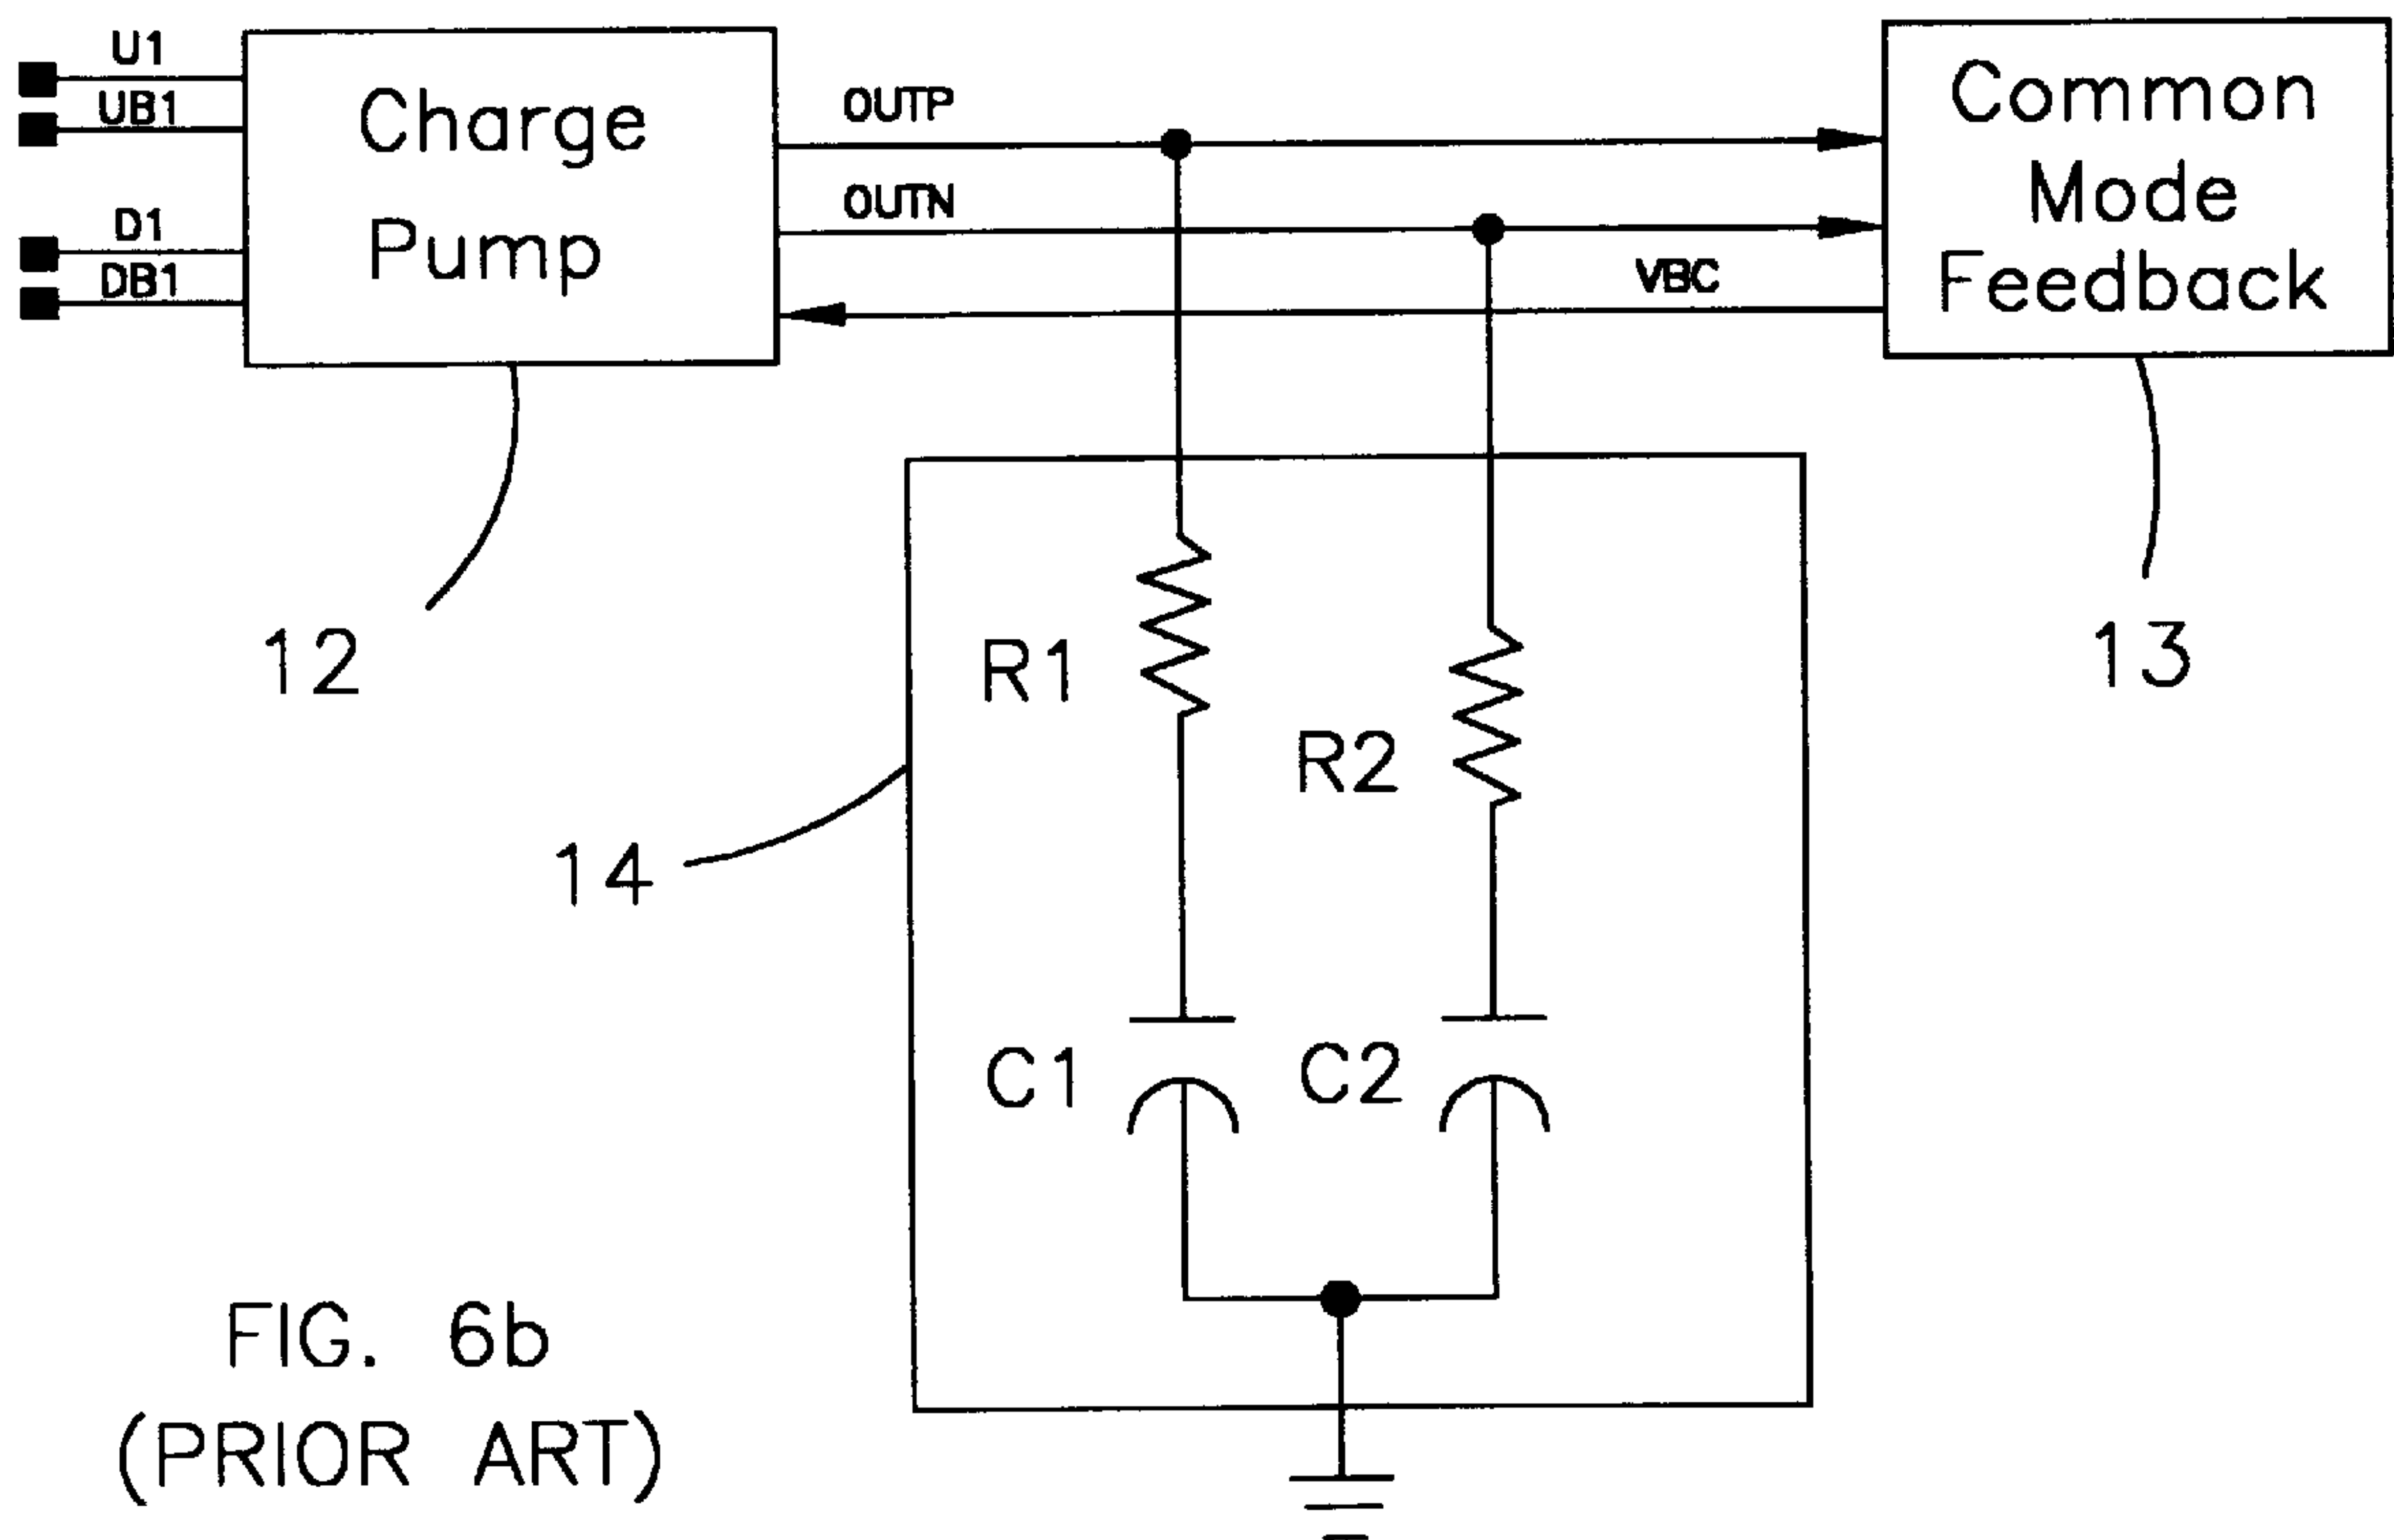 U1
UB1
D1
DB1
Charge
Pump
OUTP
OUTN
VBC
Common
Mode
Feedback
12
13
14
R1
R2
C1
C2
FIG. 6b
(PRIOR ART)